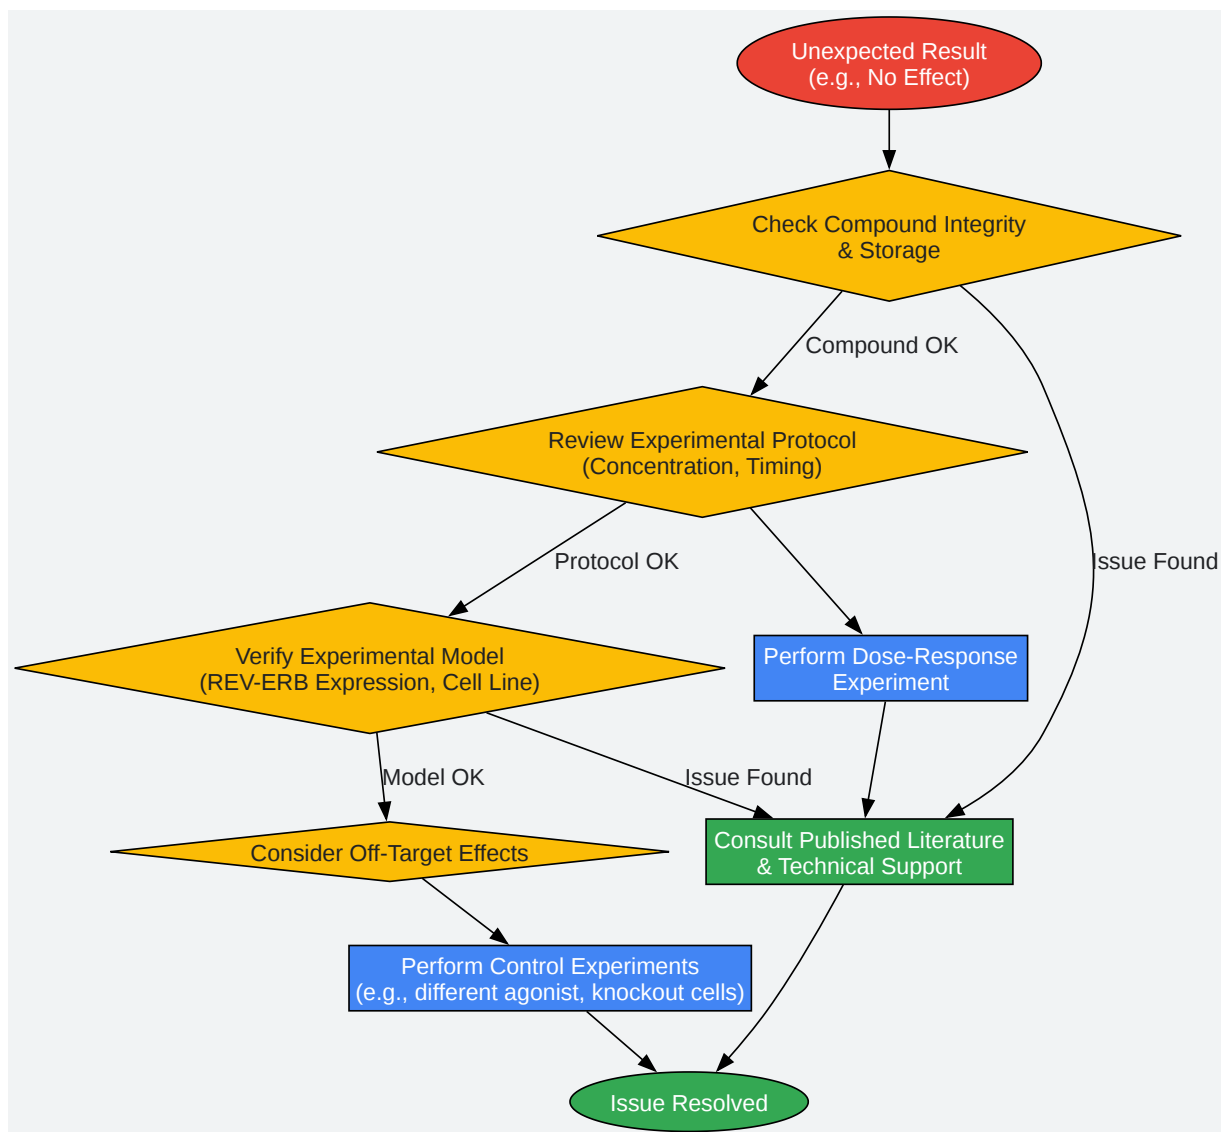 Unexpected Result
(e.g., No Effect)
Check Compound Integrity
& Storage
Compound OK
Review Experimental Protocol
(Concentration, Timing)
Protocol OK
Issue Found
Verify Experimental Model
(REV-ERB Expression, Cell Line)
Perform Dose-Response
Experiment
Model OK
Issue Found
Consider Off-Target Effects
Consult Published Literature
& Technical Support
Perform Control Experiments
(e.g., different agonist, knockout cells)
Issue Resolved